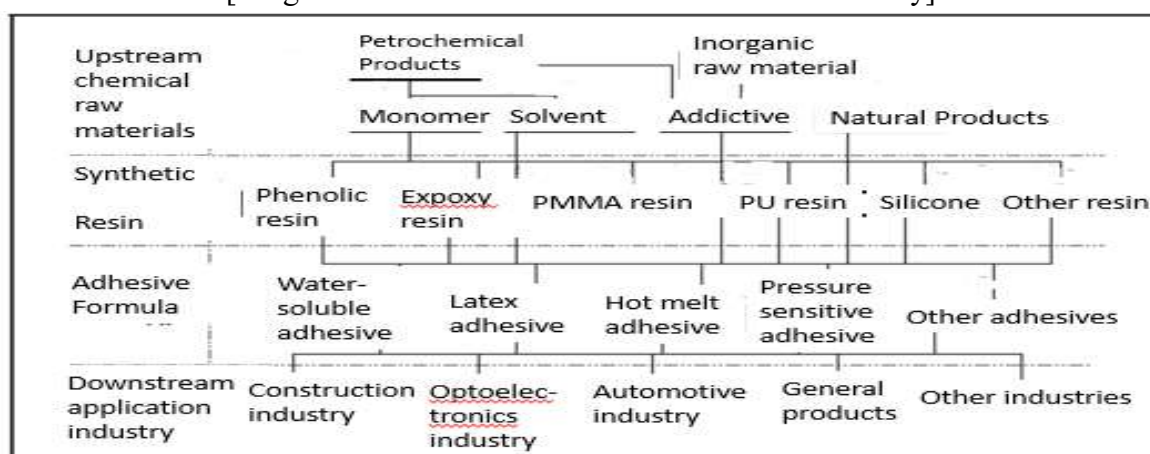 Petrochemical
Products
Inorganic
raw material
Upstream
chemical
raw
materials
Monomer
Solvent
Addictive
Natural Products
Synthetic
Resin
Phenolic
resin
Expoxy
resin
PMMA resin
PU resin
Silicone
Other resin
Adhesive
Formula
Water-
soluble
adhesive
Latex
adhesive
Hot melt
adhesive
Pressure
sensitive
adhesive
Other adhesives
Downstream
application
industry
Construction
industry
Optoelec-
tronics
industry
Automotive
industry
General
products
Other industries